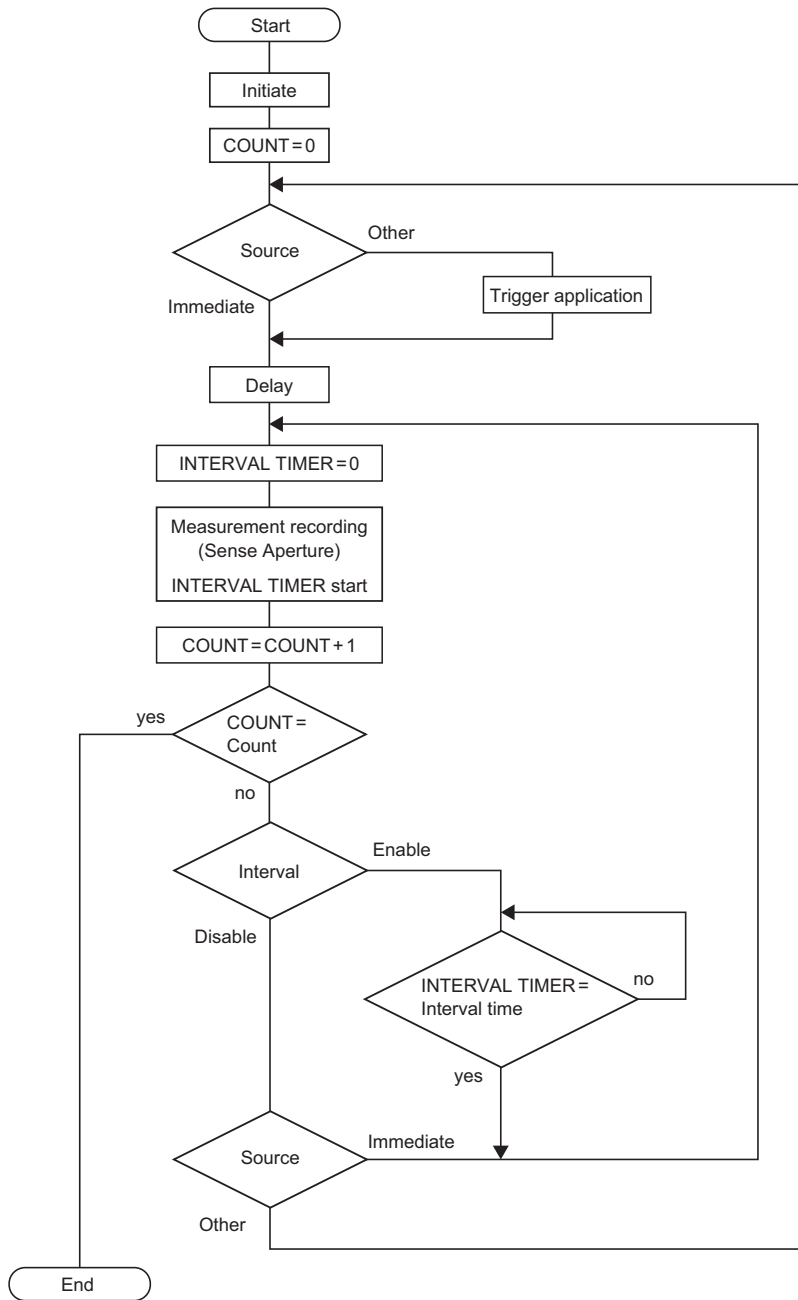 Start
Initiate
COUNT=0
Source
Other
Immediate
Trigger application
Delay
INTERVAL TIMER=0
Measurement recording
(Sense Aperture)
INTERVAL TIMER start
COUNT=COUNT+1
yes
COUNT=
Count
no
Interval
Enable
Disable
INTERVAL TIMER=
Interval time
no
yes
Source
Immediate
Other
End